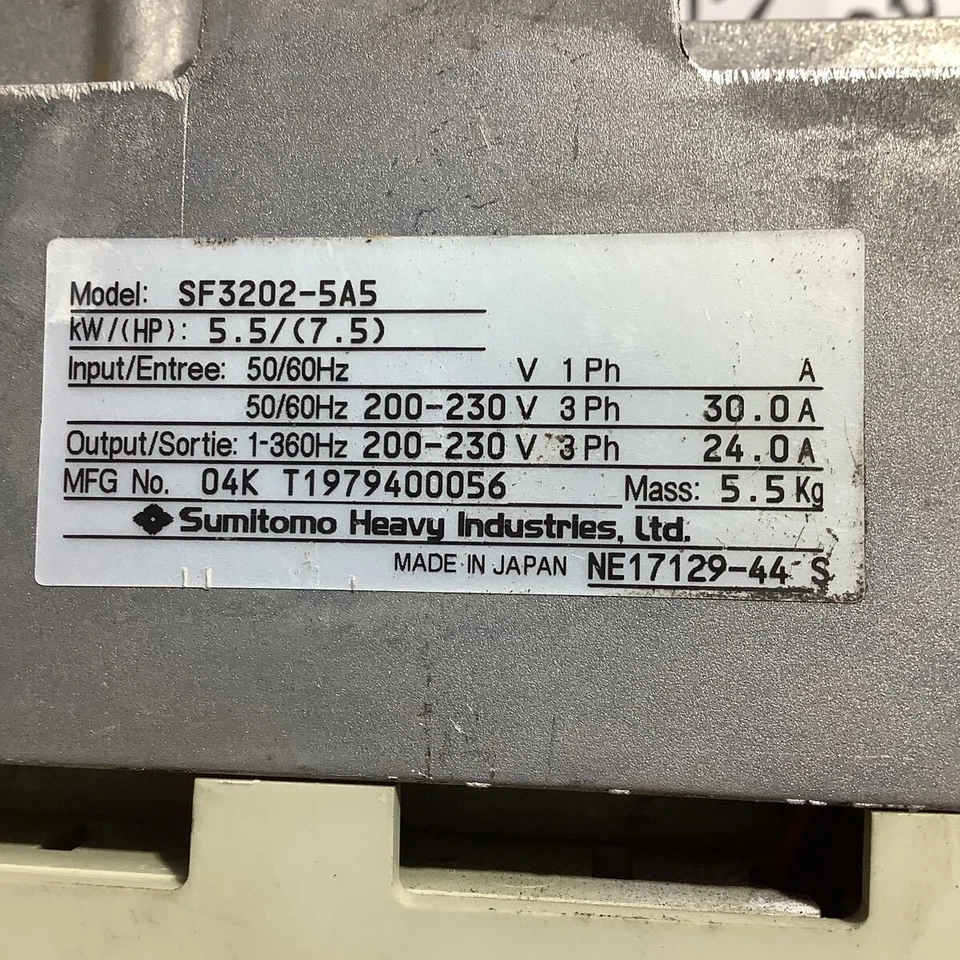 Model: SF3202-5A5
kW/(HP): 5.5/(7.5)
Input/Entree: 50/60Hz V 1 Ph A
50/60Hz 200-230 V 3 Ph 30.0 A
Output/Sortie: 1-360Hz 200-230 V 3 Ph 24.0 A
MFG No. 04K T1979400056 Mass: 5.5 Kg
Sumitomo Heavy Industries, Ltd.
MADE IN JAPAN NE17129-44 S